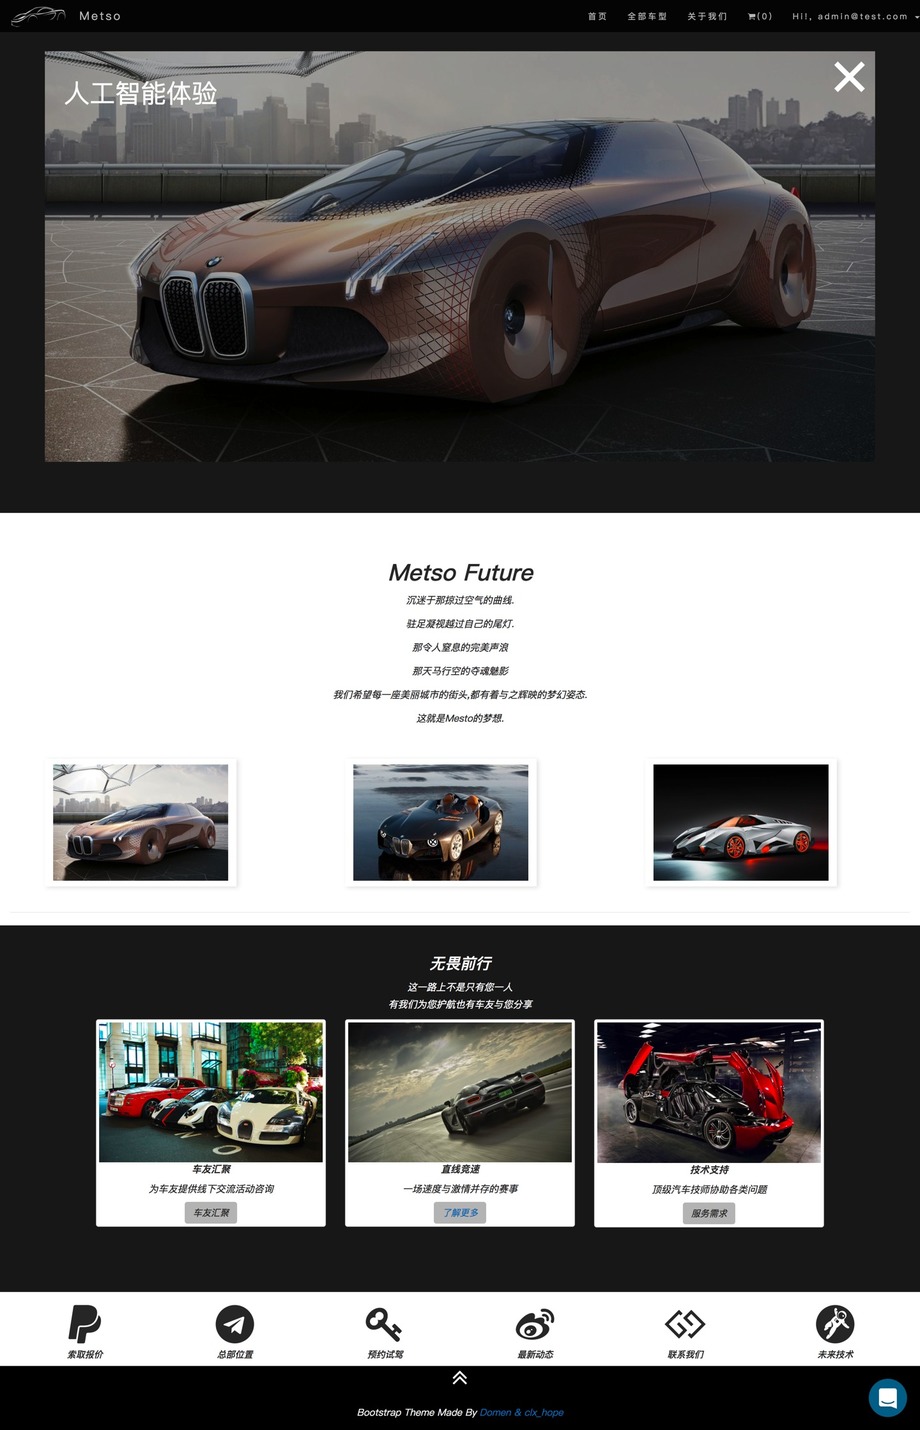 Metso
首页
全部车型
关于我们
(0)
Hi!, admin@test.com
人工智能体验
Metso Future
沉迷于那掠过空气的曲线.
驻足凝视越过自己的尾灯.
那令人窒息的完美声浪
那天马行空的夺魂魅影
我们希望每一座美丽城市的街头,都有着与之辉映的梦幻姿态.
这就是Mesto的梦想.
无畏前行
这一路上不是只有您一人
有我们为您护航也有车友与您分享
车友汇聚
为车友提供线下交流活动咨询
车友汇聚
直线竞速
一场速度与激情并存的赛事
了解更多
技术支持
顶级汽车技师协助各类问题
服务需求
索取报价
总部位置
预约试驾
最新动态
联系我们
未来技术
Bootstrap Theme Made By Domen & clx_hope